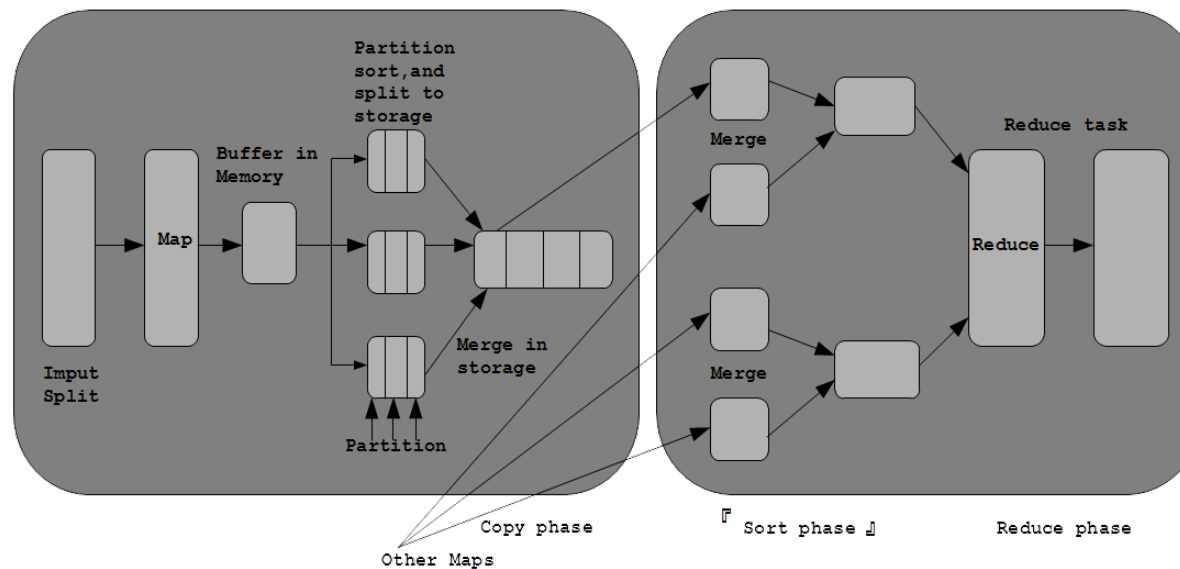 Partition
sort,and
split to
storage
Buffer in
Memory
Map
Imput
Split
Merge in
storage
Partition
Merge
Merge
Reduce task
Reduce
Copy phase
『 Sort phase 』
Reduce phase
Other Maps